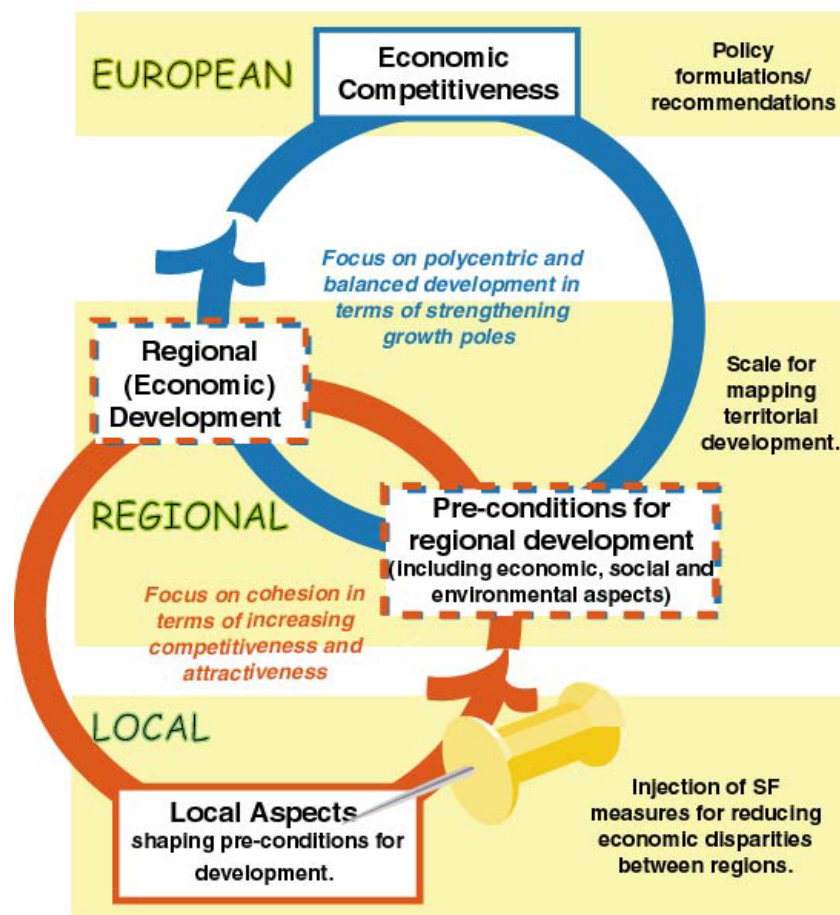 EUROPEAN
Economic
Competitiveness
Policy
formulations/
recommendations
Focus on polycentric and
balanced development in
terms of strengthening
growth poles
Regional
(Economic)
Development
Scale for
mapping
territorial
development.
REGIONAL
Pre-conditions for
regional development
(including economic, social and
environmental aspects)
Focus on cohesion in
terms of increasing
competitiveness and
attractiveness
LOCAL
Local Aspects
shaping pre-conditions for
development.
Injection of SF
measures for reducing
economic disparities
between regions.